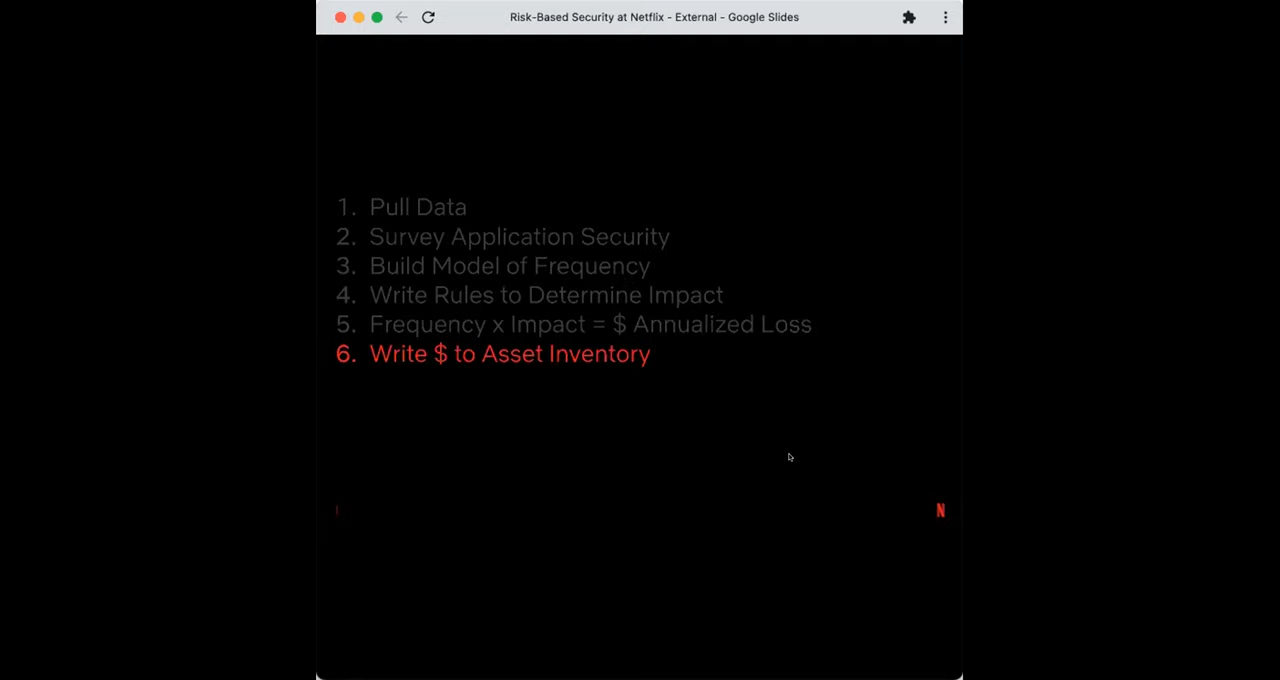 Risk-Based Security at Netflix - External - Google Slides
1. Pull Data
2. Survey Application Security
3. Build Model of Frequency
4. Write Rules to Determine Impact
5. Frequency x Impact = $ Annualized Loss
6. Write $ to Asset Inventory
N